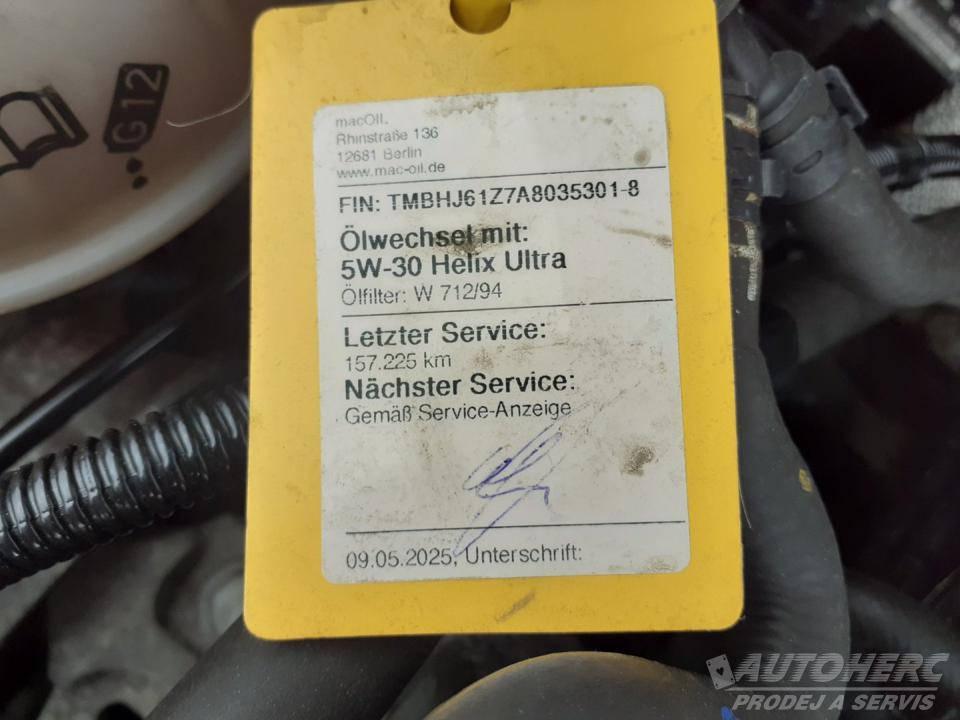 G12
macOIL
Rhinstraße 136
12681 Berlin
www.mac-oil.de
FIN: TMBHJ61Z7A8035301-8
Ölwechsel mit:
5W-30 Helix Ultra
Ölfilter: W 712/94
Letzter Service:
157.225 km
Nächster Service:
Gemäß Service-Anzeige
09.05.2025, Unterschrift:
AUTOHERC
PRODEJ A SERVIS